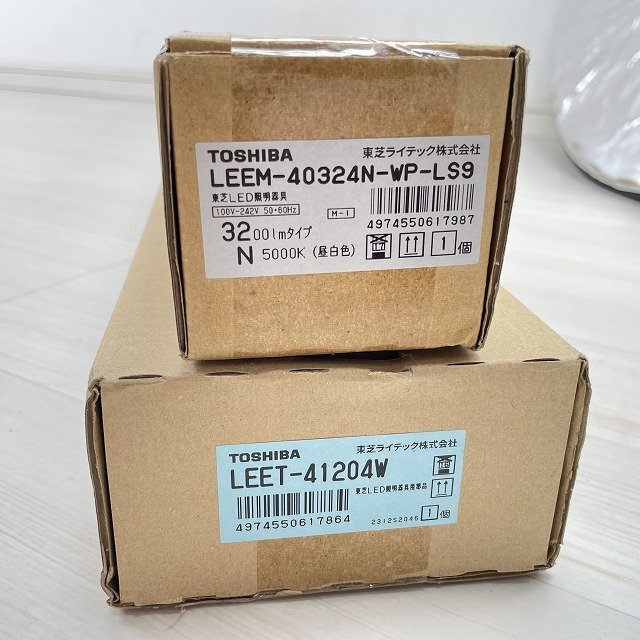 TOSHIBA 東芝ライテック株式会社
LEEM-40324N-WP-LS9
東芝LED照明器具
100V-242V 50・60Hz
M-1
4974550617987
3200lmタイプ
N 5000K (昼白色)
1個
TOSHIBA 東芝ライテック株式会社
LEET-41204W
東芝LED照明器具用部品
4974550617864
231252045
1個